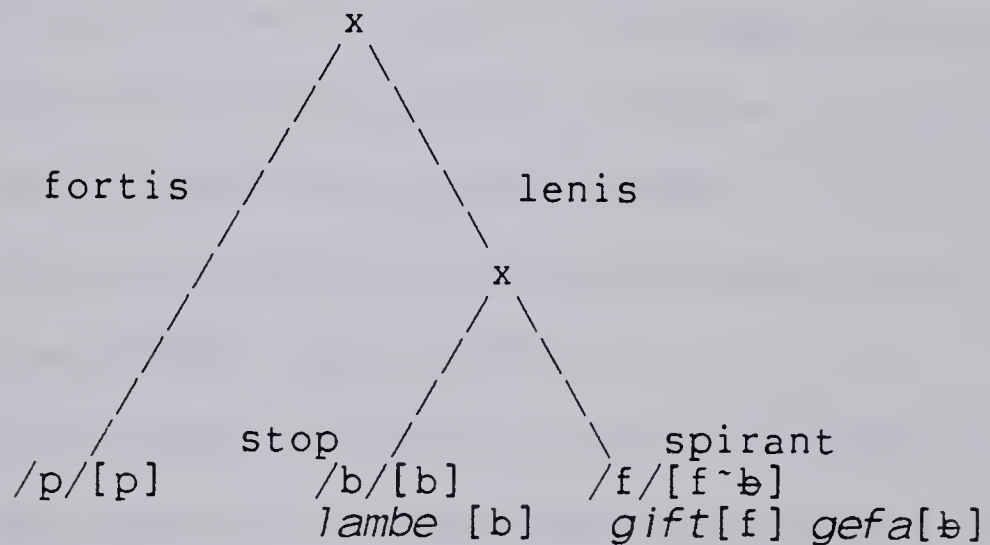 x
fortis lenis
x
stop spirant
/p/[p] /b/[b] /f/[f~ƀ]
lambe [b] gift[f] gefa[ƀ]